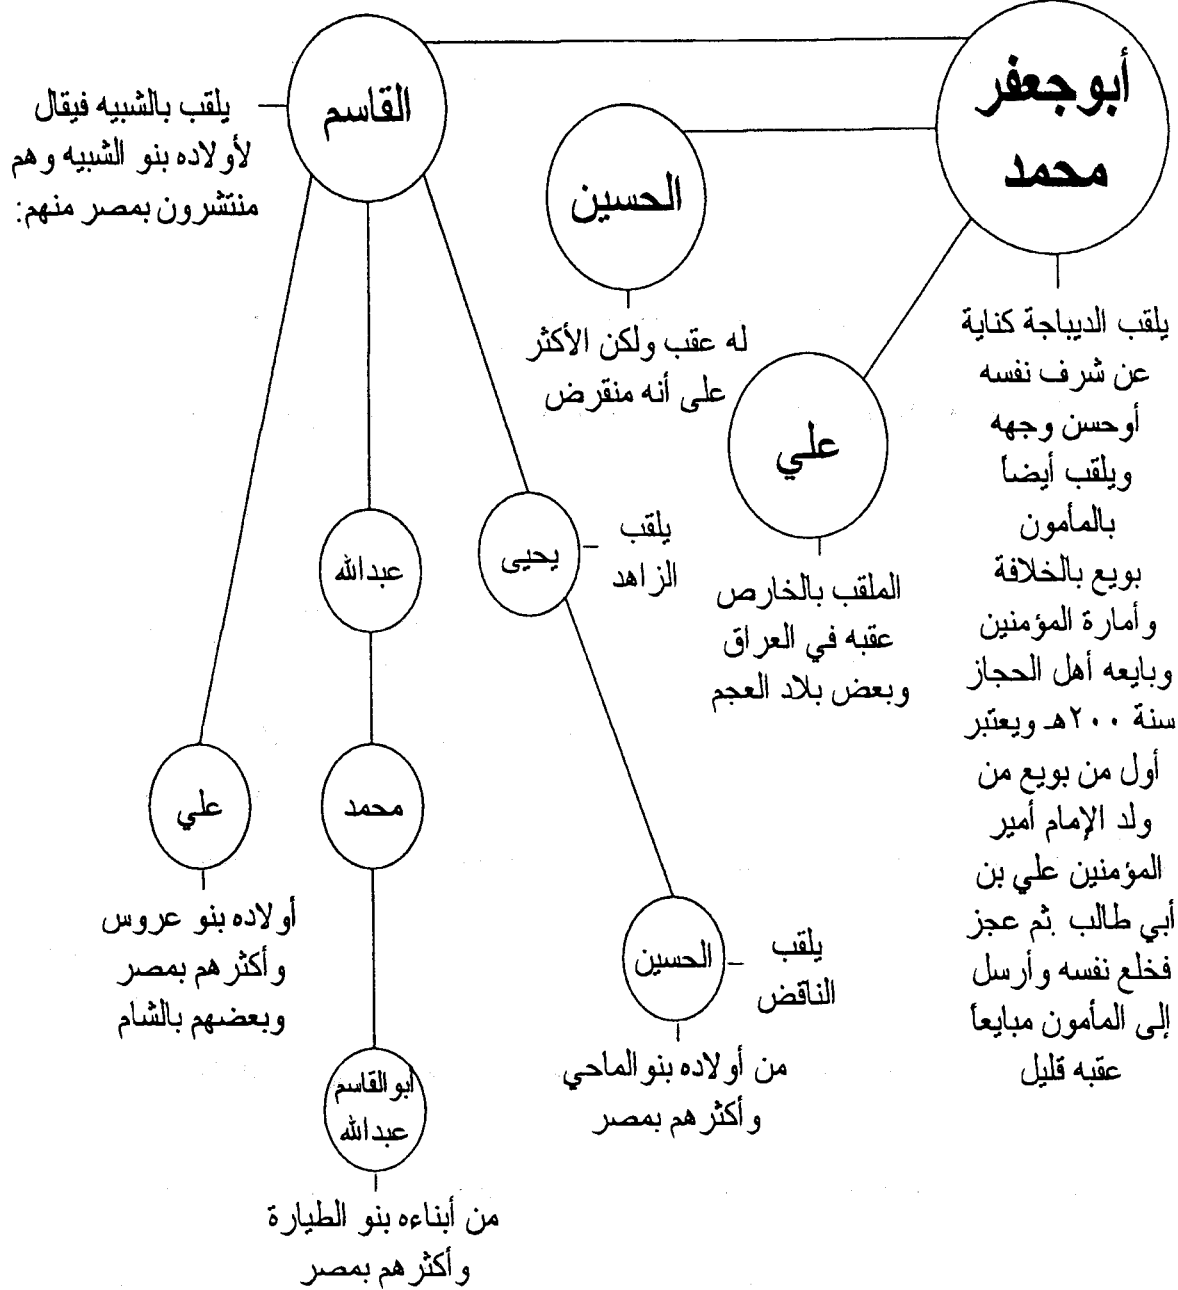 أبوجعفر
محمد
يلقب الديباجة كناية
عن شرف نفسه
أوحسن وجهه
ويلقب أيضاً
بالمأمون
بويع بالخلافة
وأمارة المؤمنين
وبايعه أهل الحجاز
سنة ٢٠٠هـ ويعتبر
أول من بويع من
ولد الإمام أمير
المؤمنين علي بن
أبي طالب ثم عجز
فخلع نفسه وأرسل
إلى المأمون مبايعاً
عقبه قليل
الحسين
له عقب ولكن الأكثر
على أنه منقرض
علي
الملقب بالخارص
عقبه في العراق
وبعض بلاد العجم
القاسم
يلقب بالشبيه فيقال
لأولاده بنو الشبيه وهم
منتشرون بمصر منهم:
يحيى
يلقب
الزاهد
الحسين
يلقب
الناقض
من أولاده بنو الماحي
وأكثرهم بمصر
عبدالله
محمد
أبو القاسم
عبدالله
من أبناءه بنو الطيارة
وأكثرهم بمصر
علي
أولاده بنو عروس
وأكثرهم بمصر
وبعضهم بالشام